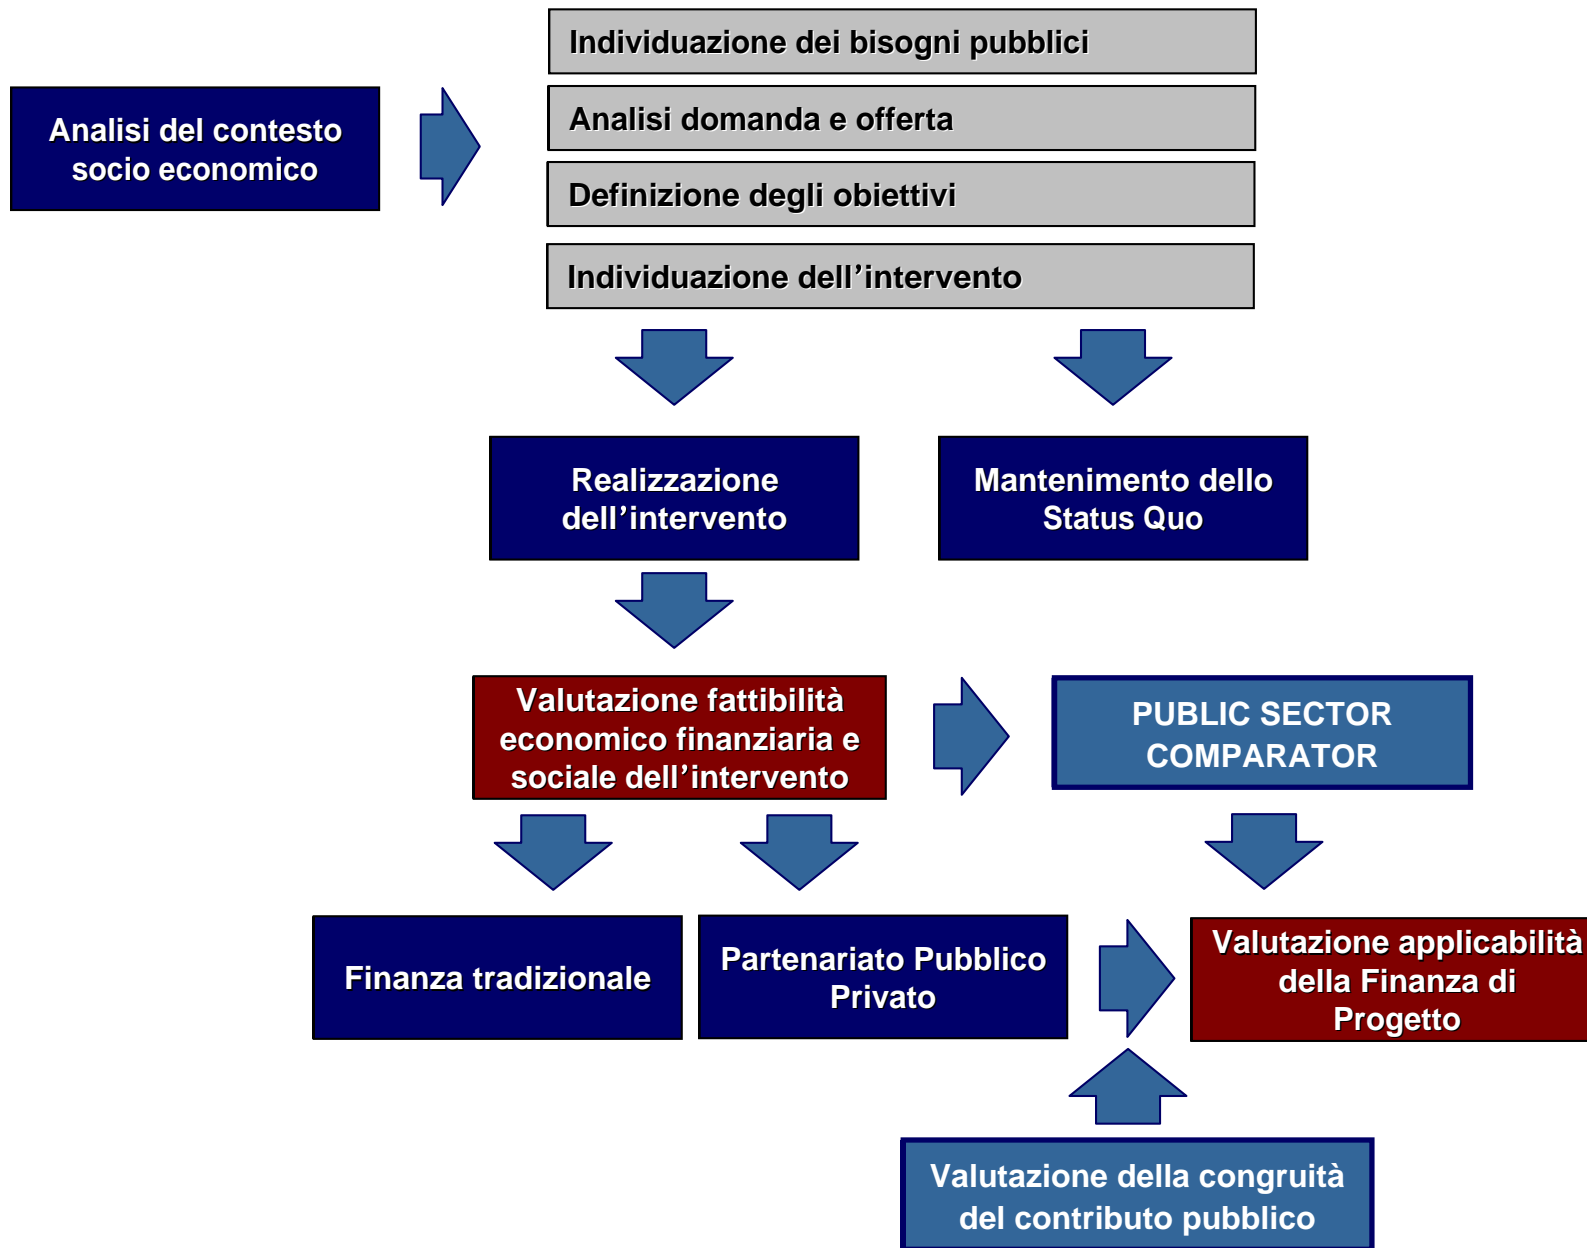 Individuazione dei bisogni pubblici
Analisi del contesto
socio economico
Analisi domanda e offerta
Definizione degli obiettivi
Individuazione dell’intervento
Realizzazione
dell’intervento
Mantenimento dello
Status Quo
Valutazione fattibilità
economico finanziaria e
sociale dell’intervento
PUBLIC SECTOR
COMPARATOR
Finanza tradizionale
Partenariato Pubblico
Privato
Valutazione applicabilità
della Finanza di
Progetto
Valutazione della congruità
del contributo pubblico